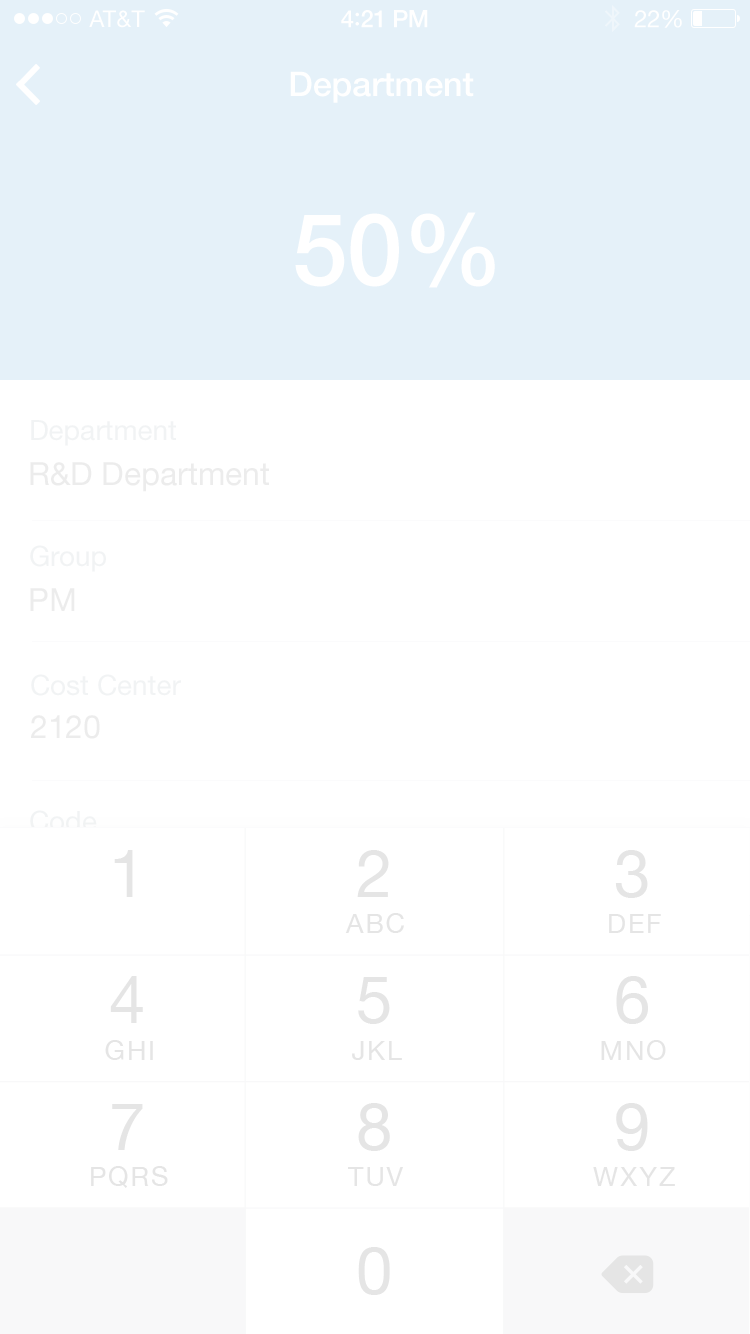 AT&T 4:21 PM 22%
Department
50%
Department
R&D Department
Group
PM
Cost Center
2120
Code
1 2 3
ABC DEF
4 5 6
GHI JKL MNO
7 8 9
PQRS TUV WXYZ
0